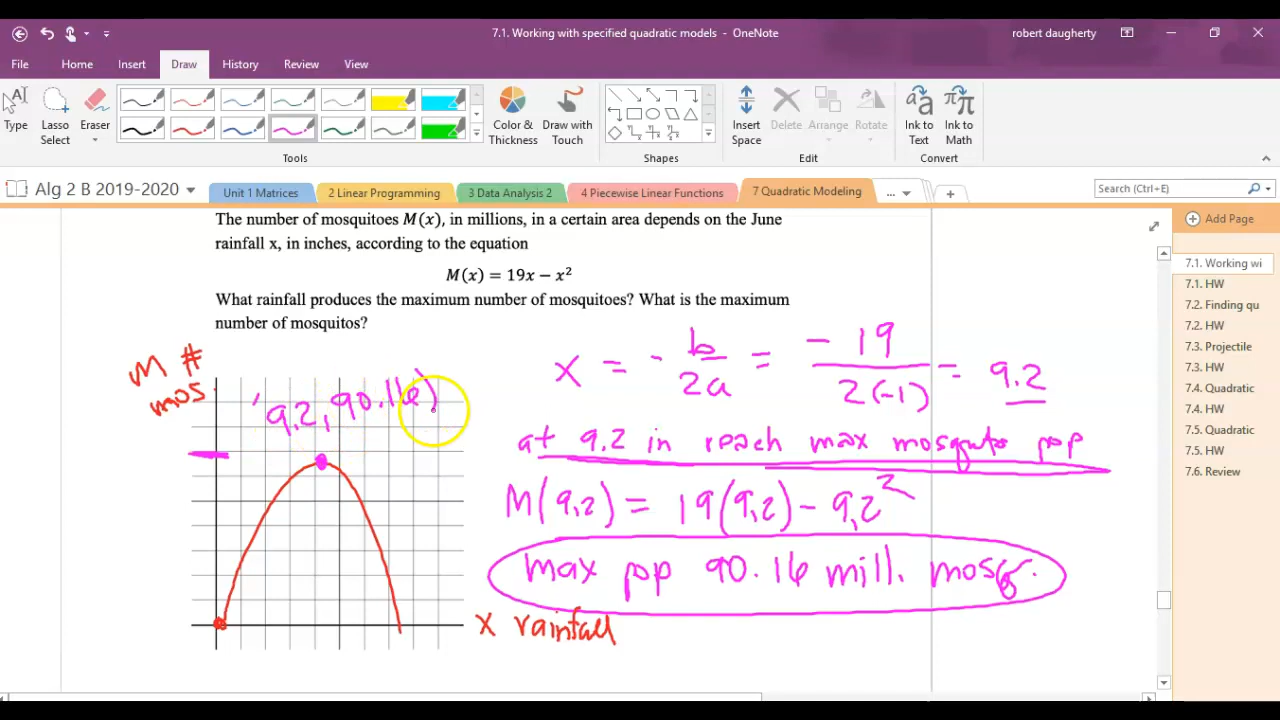 7.1. Working with specified quadratic models - OneNote
robert daugherty
File Home Insert Draw History Review View
Type
Lasso Select
Eraser
Color & Thickness
Draw with Touch
Insert Space
Delete
Arrange
Rotate
Ink to Text
Ink to Math
Tools
Shapes
Edit
Convert
Alg 2 B 2019-2020
Unit 1 Matrices
2 Linear Programming
3 Data Analysis 2
4 Piecewise Linear Functions
7 Quadratic Modeling
...
Search (Ctrl+E)
Add Page
7.1. Working wi
7.1. HW
7.2. Finding qu
7.2. HW
7.3. Projectile
7.3. HW
7.4. Quadratic
7.4. HW
7.5. Quadratic
7.5. HW
7.6. Review
The number of mosquitoes M(x), in millions, in a certain area depends on the June
rainfall x, in inches, according to the equation
M(x) = 19x − x²
What rainfall produces the maximum number of mosquitoes? What is the maximum
number of mosquitos?
M #
mos.
9.2, 90.16)
x rainfall
x = - b/2a = -19/2(-1) = 9.2
at 9.2 in reach max mosquito pop
M(9.2) = 19(9.2) - 9.2²
max pop 90.16 mill. mosq.